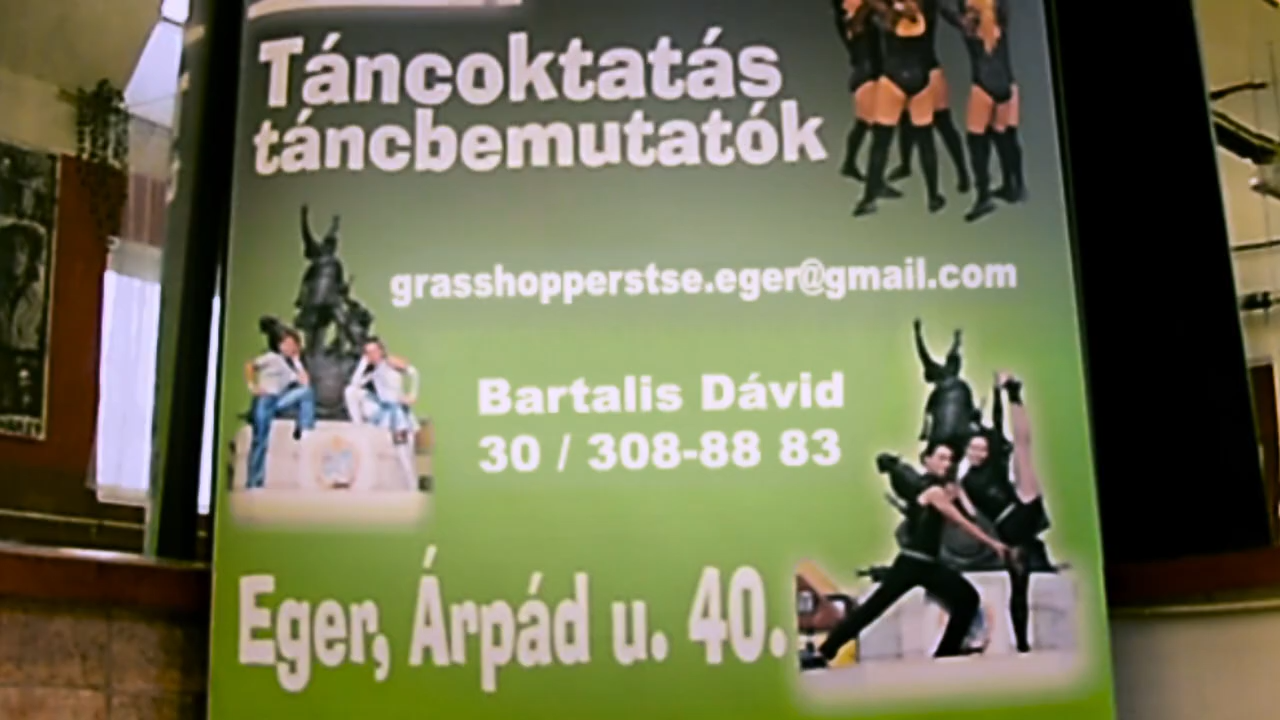 Táncoktatás
táncbemutatók
grasshopperstse.eger@gmail.com
Bartalis Dávid
30 / 308-88 83
Eger, Árpád u. 40.